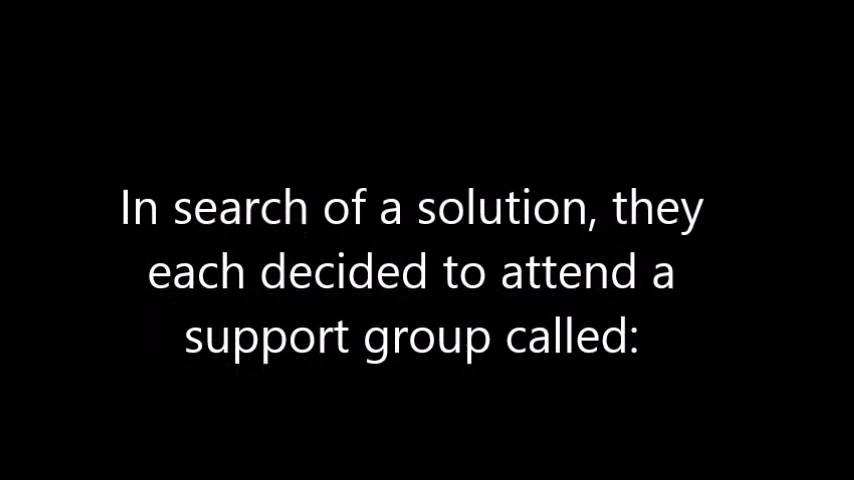 In search of a solution, they
each decided to attend a
support group called: